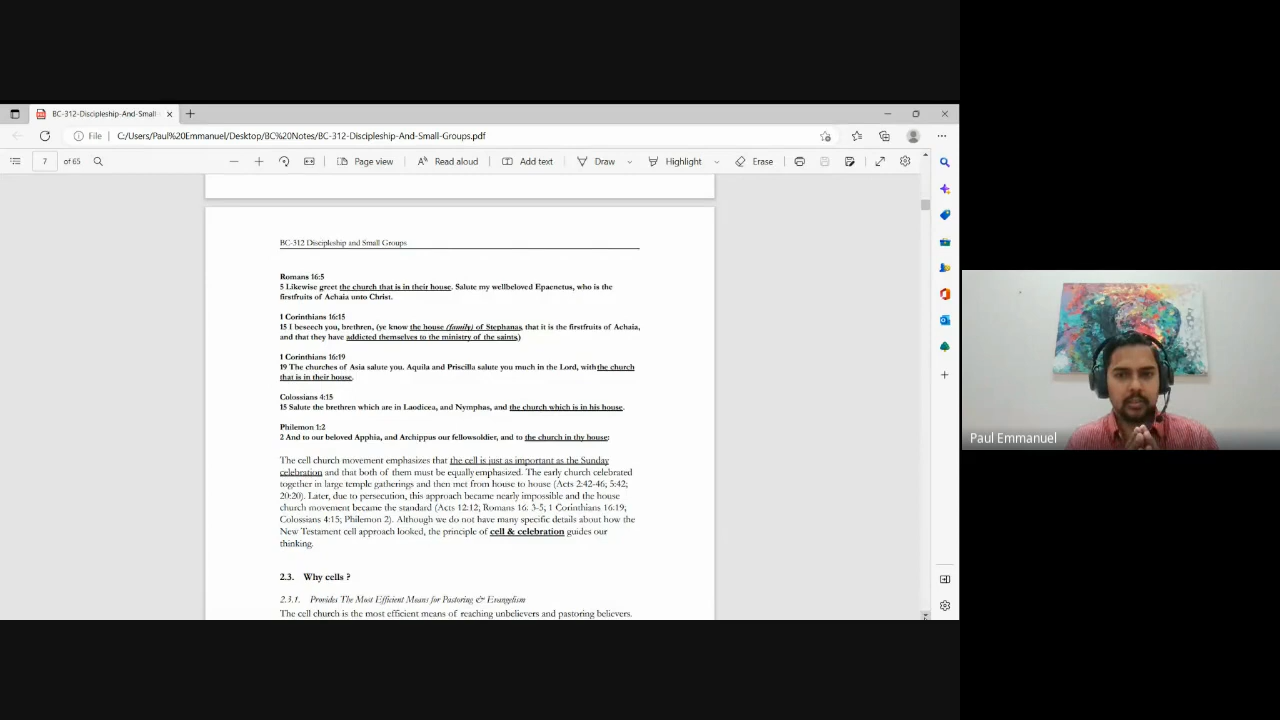 BC-312-Discipleship-And-Small
File
C:/Users/Paul%20Emmanuel/Desktop/BC%20Notes/BC-312-Discipleship-And-Small-Groups.pdf
7 of 65
Page view
Read aloud
Add text
Draw
Highlight
Erase
BC-312 Discipleship and Small Groups
Romans 16:5
5 Likewise greet the church that is in their house. Salute my wellbeloved Epaenetus, who is the
firstfruits of Achaia unto Christ.
1 Corinthians 16:15
15 I beseech you, brethren, (ye know the house (family) of Stephanas, that it is the firstfruits of Achaia,
and that they have addicted themselves to the ministry of the saints,)
1 Corinthians 16:19
19 The churches of Asia salute you. Aquila and Priscilla salute you much in the Lord, with the church
that is in their house.
Colossians 4:15
15 Salute the brethren which are in Laodicea, and Nymphas, and the church which is in his house.
Philemon 1:2
2 And to our beloved Apphia, and Archippus our fellowsoldier, and to the church in thy house:
The cell church movement emphasizes that the cell is just as important as the Sunday
celebration and that both of them must be equally emphasized. The early church celebrated
together in large temple gatherings and then met from house to house (Acts 2:42-46; 5:42;
20:20). Later, due to persecution, this approach became nearly impossible and the house
church movement became the standard (Acts 12.12; Romans 16. 3-5; 1 Corinthians 16:19;
Colossians 4:15; Philemon 2). Although we do not have many specific details about how the
New Testament cell approach looked, the principle of cell & celebration guides our
thinking.
2.3. Why cells ?
2.3.1. Provides The Most Efficient Means for Pastoring & Evangelism
The cell church is the most efficient means of reaching unbelievers and pastoring believers.
Paul Emmanuel